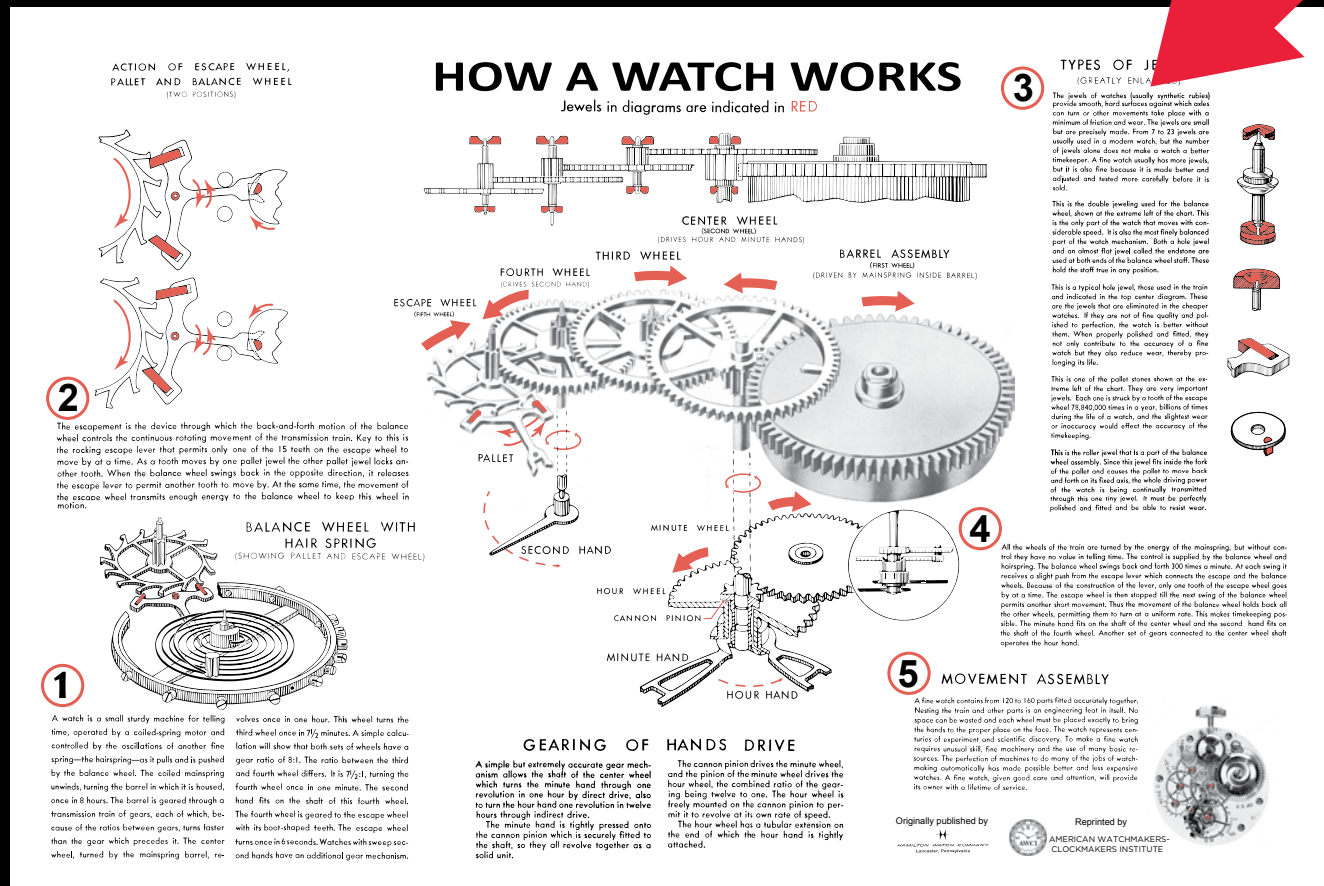 HOW A WATCH WORKS
Jewels in diagrams are indicated in RED
ACTION OF ESCAPE WHEEL,
PALLET AND BALANCE WHEEL
(TWO POSITIONS)
2
The escapement is the device through which the back-and-forth motion of the balance
wheel controls the continuous rotating movement of the transmission train. Key to this is
the rocking escape lever that permits only one of the 15 teeth on the escape wheel to
move by at a time. As a tooth moves by one pallet jewel the other pallet jewel locks an-
other tooth. When the balance wheel swings back in the opposite direction, it releases
the escape lever to permit another tooth to move by. At the same time, the movement of
the escape wheel transmits enough energy to the balance wheel to keep this wheel in
motion.
BALANCE WHEEL WITH
HAIR SPRING
(SHOWING PALLET AND ESCAPE WHEEL)
1
A watch is a small sturdy machine for telling
time, operated by a coiled-spring motor and
controlled by the oscillations of another fine
spring—the hairspring—as it pulls and is pushed
by the balance wheel. The coiled mainspring
unwinds, turning the barrel in which it is housed,
once in 8 hours. The barrel is geared through a
transmission train of gears, each of which, be-
cause of the ratios between gears, turns faster
than the gear which precedes it. The center
wheel, turned by the mainspring barrel, re-
volves once in one hour. This wheel turns the
third wheel once in 7½ minutes. A simple calcu-
lation will show that both sets of wheels have a
gear ratio of 8:1. The ratio between the third
and fourth wheel differs. It is 7½:1, turning the
fourth wheel once in one minute. The second
hand fits on the shaft of this fourth wheel.
The fourth wheel is geared to the escape wheel
with its boot-shaped teeth. The escape wheel
turns once in 6 seconds. Watches with sweep sec-
ond hands have an additional gear mechanism.
CENTER WHEEL
(SECOND WHEEL)
(DRIVES HOUR AND MINUTE HANDS)
THIRD WHEEL
BARREL ASSEMBLY
(FIRST WHEEL)
(DRIVEN BY MAINSPRING INSIDE BARREL)
FOURTH WHEEL
(DRIVES SECOND HAND)
ESCAPE WHEEL
(FIFTH WHEEL)
PALLET
SECOND HAND
MINUTE WHEEL
HOUR WHEEL
CANNON PINION
MINUTE HAND
HOUR HAND
GEARING OF HANDS DRIVE
A simple but extremely accurate gear mech-
anism allows the shaft of the center wheel
which turns the minute hand through one
revolution in one hour by direct drive, also
to turn the hour hand one revolution in twelve
hours through indirect drive.
The minute hand is tightly pressed onto
the cannon pinion which is securely fitted to
the shaft, so they all revolve together as a
solid unit.
The cannon pinion drives the minute wheel,
and the pinion of the minute wheel drives the
hour wheel, the combined ratio of the gear-
ing being twelve to one. The hour wheel is
freely mounted on the cannon pinion to per-
mit it to revolve at its own rate of speed.
The hour wheel has a tubular extension on
the end of which the hour hand is tightly
attached.
3
TYPES OF JE
(GREATLY ENLA
The jewels of watches (usually synthetic rubies)
provide smooth, hard surfaces against which axles
can turn or other movements take place with a
minimum of friction and wear. The jewels are small
but are precisely made. From 7 to 23 jewels are
usually used in a modern watch, but the number
of jewels alone does not make a watch a better
timekeeper. A fine watch usually has more jewels,
but it is also fine because it is made better and
adjusted and tested more carefully before it is
sold.
This is the double jeweling used for the balance
wheel, shown at the extreme left of the chart. This
is the only part of the watch that moves with con-
siderable speed. It is also the most finely balanced
part of the watch mechanism. Both a hole jewel
and an almost flat jewel called the endstone are
used at both ends of the balance wheel staff. These
hold the staff true in any position.
This is a typical hole jewel, those used in the train
and indicated in the top center diagram. These
are the jewels that are eliminated in the cheaper
watches. If they are not of fine quality and pol-
ished to perfection, the watch is better without
them. When properly polished and fitted, they
not only contribute to the accuracy of a fine
watch but they also reduce wear, thereby pro-
longing its life.
This is one of the pallet stones shown at the ex-
treme left of the chart. They are very important
jewels. Each one is struck by a tooth of the escape
wheel 78,840,000 times in a year, billions of times
during the life of a watch, and the slightest wear
or inaccuracy would effect the accuracy of the
timekeeping.
This is the roller jewel that is a part of the balance
wheel assembly. Since this jewel fits inside the fork
of the pallet and causes the pallet to move back
and forth on its fixed axis, the whole driving power
of the watch is being continually transmitted
through this one tiny jewel. It must be perfectly
polished and fitted and be able to resist wear.
4
All the wheels of the train are turned by the energy of the mainspring, but without con-
trol they have no value in telling time. The control is supplied by the balance wheel and
hairspring. The balance wheel swings back and forth 300 times a minute. At each swing it
receives a slight push from the escape lever which connects the escape and the balance
wheels. Because of the construction of the lever, only one tooth of the escape wheel goes
by at a time. The escape wheel is then stopped till the next swing of the balance wheel
permits another short movement. Thus the movement of the balance wheel holds back all
the other wheels, permitting them to turn at a uniform rate. This makes timekeeping pos-
sible. The minute hand fits on the shaft of the center wheel and the second hand fits on
the shaft of the fourth wheel. Another set of gears connected to the center wheel shaft
operates the hour hand.
5
MOVEMENT ASSEMBLY
A fine watch contains from 120 to 160 parts fitted accurately together.
Nesting the train and other parts is an engineering feat in itself. No
space can be wasted and each wheel must be placed exactly to bring
the hands to the proper place on the face. The watch represents cen-
turies of experiment and scientific discovery. To make a fine watch
requires unusual skill, fine machinery and the use of many basic re-
sources. The perfection of machines to do many of the jobs of watch-
making automatically has made possible better and less expensive
watches. A fine watch, given good care and attention, will provide
its owner with a lifetime of service.
Originally published by
H
HAMILTON WATCH COMPANY
Lancaster, Pennsylvania
Reprinted by
AWCI
AMERICAN WATCHMAKERS-
CLOCKMAKERS INSTITUTE